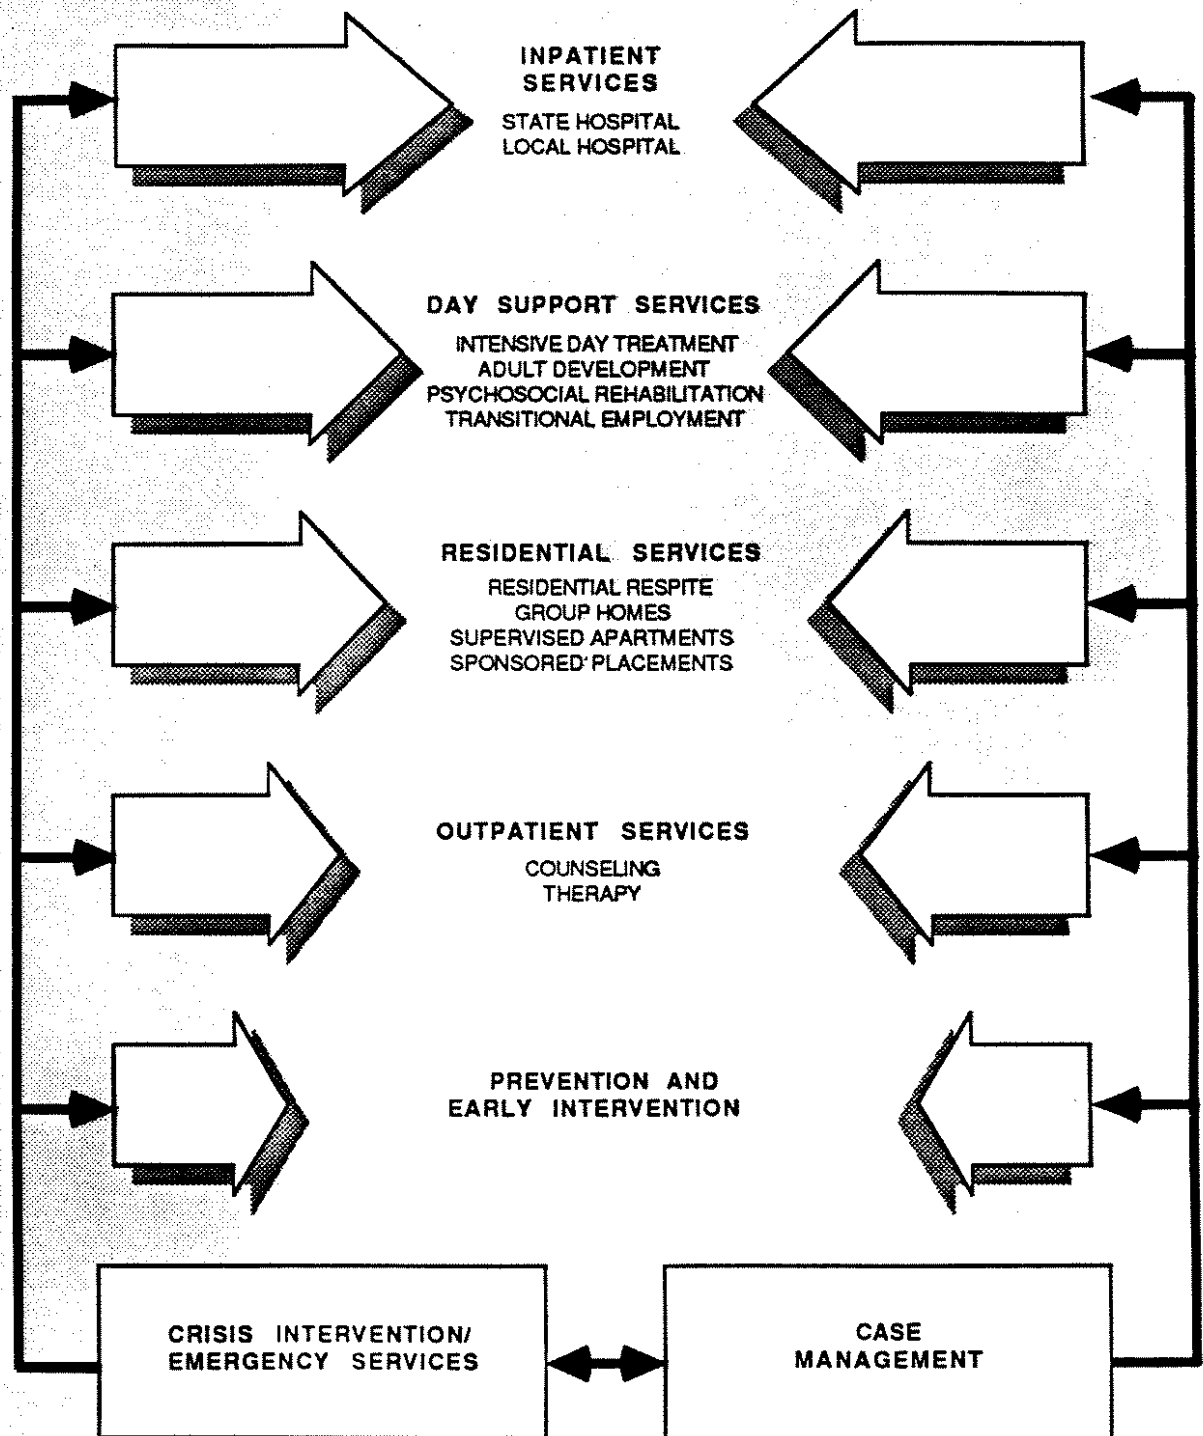 INPATIENT
SERVICES
STATE HOSPITAL
LOCAL HOSPITAL
DAY SUPPORT SERVICES
INTENSIVE DAY TREATMENT
ADULT DEVELOPMENT
PSYCHOSOCIAL REHABILITATION
TRANSITIONAL EMPLOYMENT
RESIDENTIAL SERVICES
RESIDENTIAL RESPITE
GROUP HOMES
SUPERVISED APARTMENTS
SPONSORED PLACEMENTS
OUTPATIENT SERVICES
COUNSELING
THERAPY
PREVENTION AND
EARLY INTERVENTION
CRISIS INTERVENTION/
EMERGENCY SERVICES
CASE
MANAGEMENT